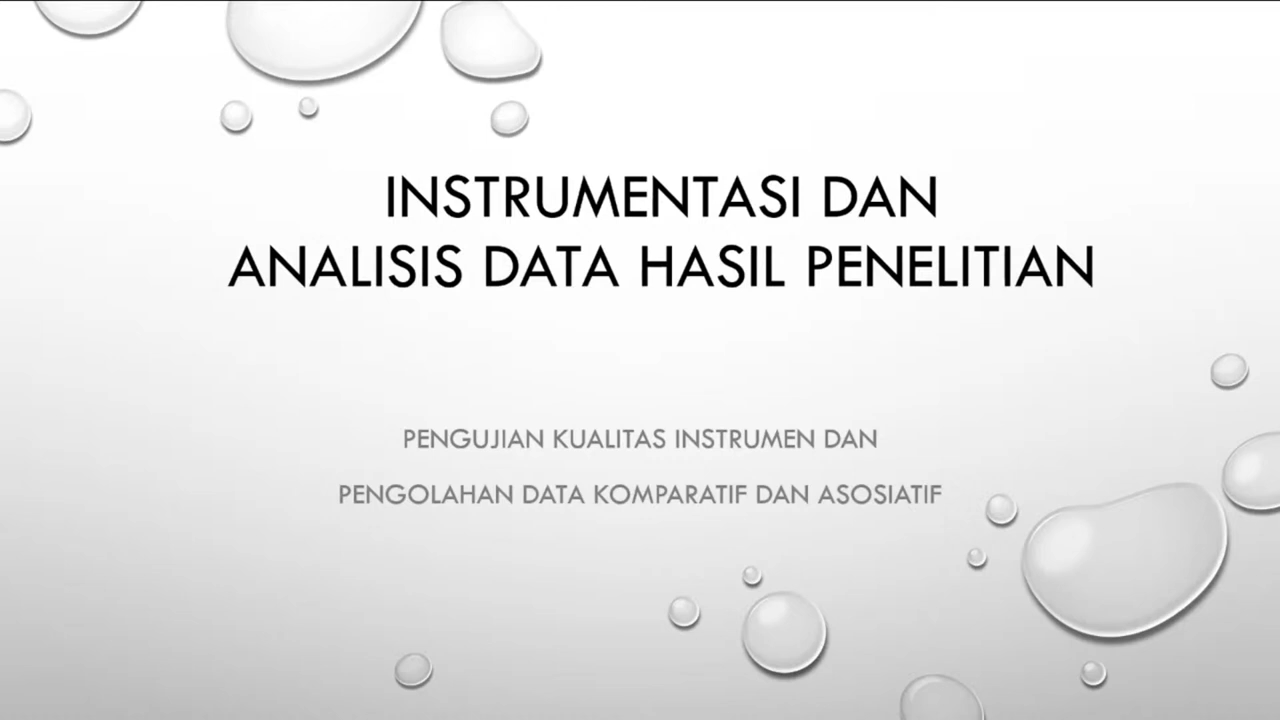 INSTRUMENTASI DAN
ANALISIS DATA HASIL PENELITIAN
PENGUJIAN KUALITAS INSTRUMEN DAN
PENGOLAHAN DATA KOMPARATIF DAN ASOSIATIF